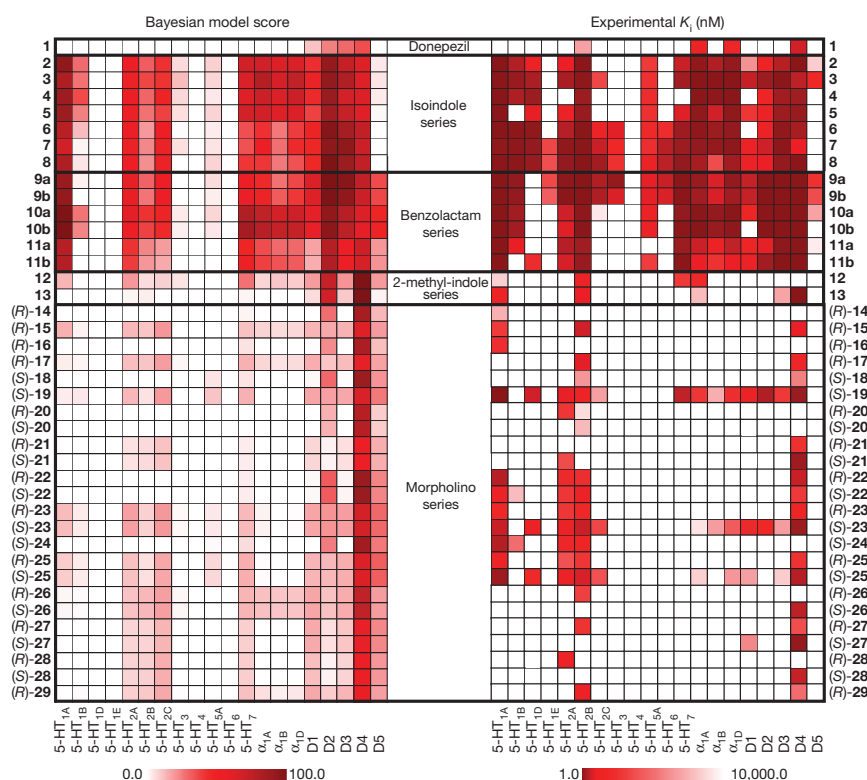 Bayesian model score
Experimental Ki (nM)
1 Donepezil 1
2 2
3 3
4 Isoindole 4
5 series 5
6 6
7 7
8 8
9a 9a
9b 9b
10a Benzolactam 10a
10b series 10b
11a 11a
11b 11b
12 2-methyl-indole 12
13 series 13
(R)-14 (R)-14
(R)-15 (R)-15
(R)-16 (R)-16
(R)-17 (R)-17
(S)-18 (S)-18
(S)-19 (S)-19
(R)-20 (R)-20
(S)-20 (S)-20
(R)-21 (R)-21
(S)-21 (S)-21
(R)-22 Morpholino (R)-22
(S)-22 series (S)-22
(R)-23 (R)-23
(S)-23 (S)-23
(S)-24 (S)-24
(R)-25 (R)-25
(S)-25 (S)-25
(R)-26 (R)-26
(S)-26 (S)-26
(R)-27 (R)-27
(S)-27 (S)-27
(R)-28 (R)-28
(S)-28 (S)-28
(R)-29 (R)-29
5-HT1A 5-HT1B 5-HT1D 5-HT1E 5-HT2A 5-HT2B 5-HT2C 5-HT3 5-HT4 5-HT5A 5-HT6 5-HT7 α1A α1B α1D D1 D2 D3 D4 D5
5-HT1A 5-HT1B 5-HT1D 5-HT1E 5-HT2A 5-HT2B 5-HT2C 5-HT3 5-HT4 5-HT5A 5-HT6 5-HT7 α1A α1B α1D D1 D2 D3 D4 D5
0.0 100.0
1.0 10,000.0